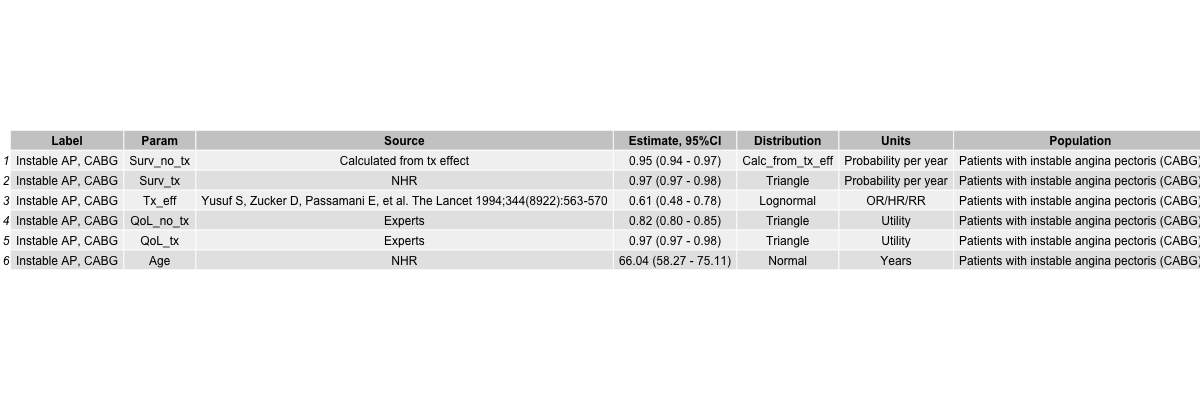 Label Param Source Estimate, 95%CI Distribution Units Population
1 Instable AP, CABG Surv_no_tx Calculated from tx effect 0.95 (0.94 - 0.97) Calc_from_tx_eff Probability per year Patients with instable angina pectoris (CABG)
2 Instable AP, CABG Surv_tx NHR 0.97 (0.97 - 0.98) Triangle Probability per year Patients with instable angina pectoris (CABG)
3 Instable AP, CABG Tx_eff Yusuf S, Zucker D, Passamani E, et al. The Lancet 1994;344(8922):563-570 0.61 (0.48 - 0.78) Lognormal OR/HR/RR Patients with instable angina pectoris (CABG)
4 Instable AP, CABG QoL_no_tx Experts 0.82 (0.80 - 0.85) Triangle Utility Patients with instable angina pectoris (CABG)
5 Instable AP, CABG QoL_tx Experts 0.97 (0.97 - 0.98) Triangle Utility Patients with instable angina pectoris (CABG)
6 Instable AP, CABG Age NHR 66.04 (58.27 - 75.11) Normal Years Patients with instable angina pectoris (CABG)